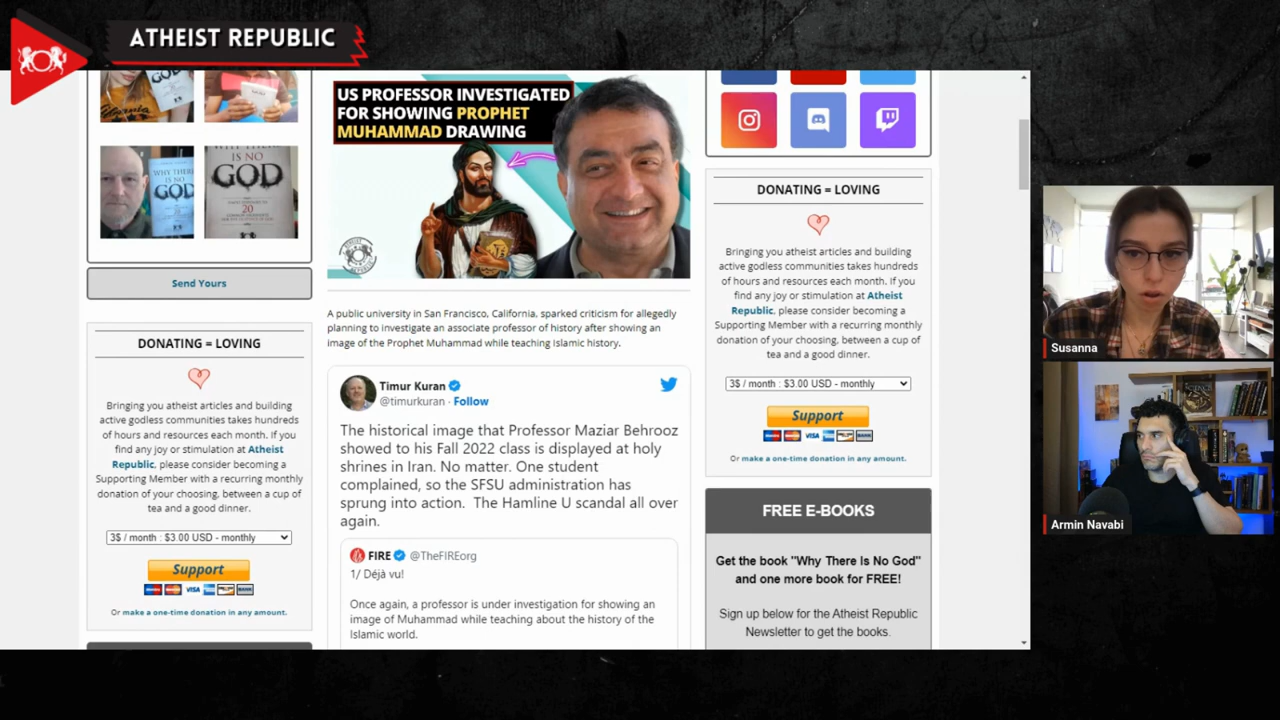 ATHEIST REPUBLIC
GOD
WHY THERE
IS NO
GOD
IS NO
GOD
20
Send Yours
DONATING = LOVING
Bringing you atheist articles and building
active godless communities takes hundreds
of hours and resources each month. If you
find any joy or stimulation at Atheist
Republic, please consider becoming a
Supporting Member with a recurring monthly
donation of your choosing, between a cup of
tea and a good dinner.
3$ / month : $3.00 USD - monthly
Support
VISA
Or make a one-time donation in any amount.
US PROFESSOR INVESTIGATED
FOR SHOWING PROPHET
MUHAMMAD DRAWING
A public university in San Francisco, California, sparked criticism for allegedly
planning to investigate an associate professor of history after showing an
image of the Prophet Muhammad while teaching Islamic history.
Timur Kuran
@timurkuran · Follow
The historical image that Professor Maziar Behrooz
showed to his Fall 2022 class is displayed at holy
shrines in Iran. No matter. One student
complained, so the SFSU administration has
sprung into action. The Hamline U scandal all over
again.
FIRE @TheFIREorg
1/ Déjà vu!
Once again, a professor is under investigation for showing an
image of Muhammad while teaching about the history of the
Islamic world.
DONATING = LOVING
Bringing you atheist articles and building
active godless communities takes hundreds
of hours and resources each month. If you
find any joy or stimulation at Atheist
Republic, please consider becoming a
Supporting Member with a recurring monthly
donation of your choosing, between a cup of
tea and a good dinner.
3$ / month : $3.00 USD - monthly
Support
VISA
Or make a one-time donation in any amount.
FREE E-BOOKS
Get the book "Why There Is No God"
and one more book for FREE!
Sign up below for the Atheist Republic
Newsletter to get the books.
Susanna
Armin Navabi